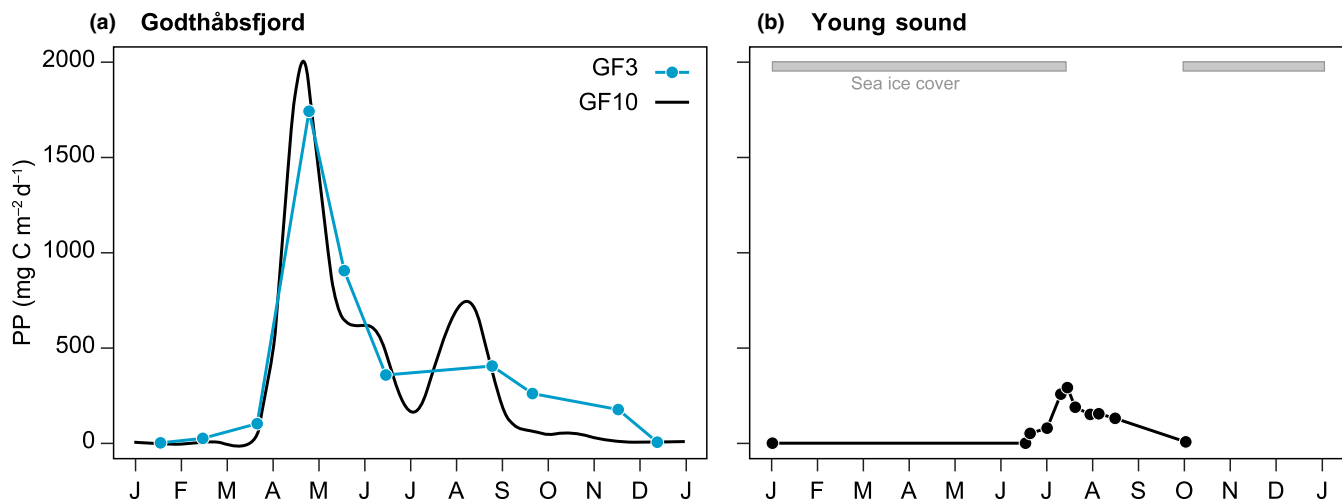 (a) Godthåbsfjord
(b) Young sound
GF3
GF10
Sea ice cover
PP (mg C m⁻² d⁻¹)
2000
1500
1000
500
0
J F M A M J J A S O N D J
J F M A M J J A S O N D J